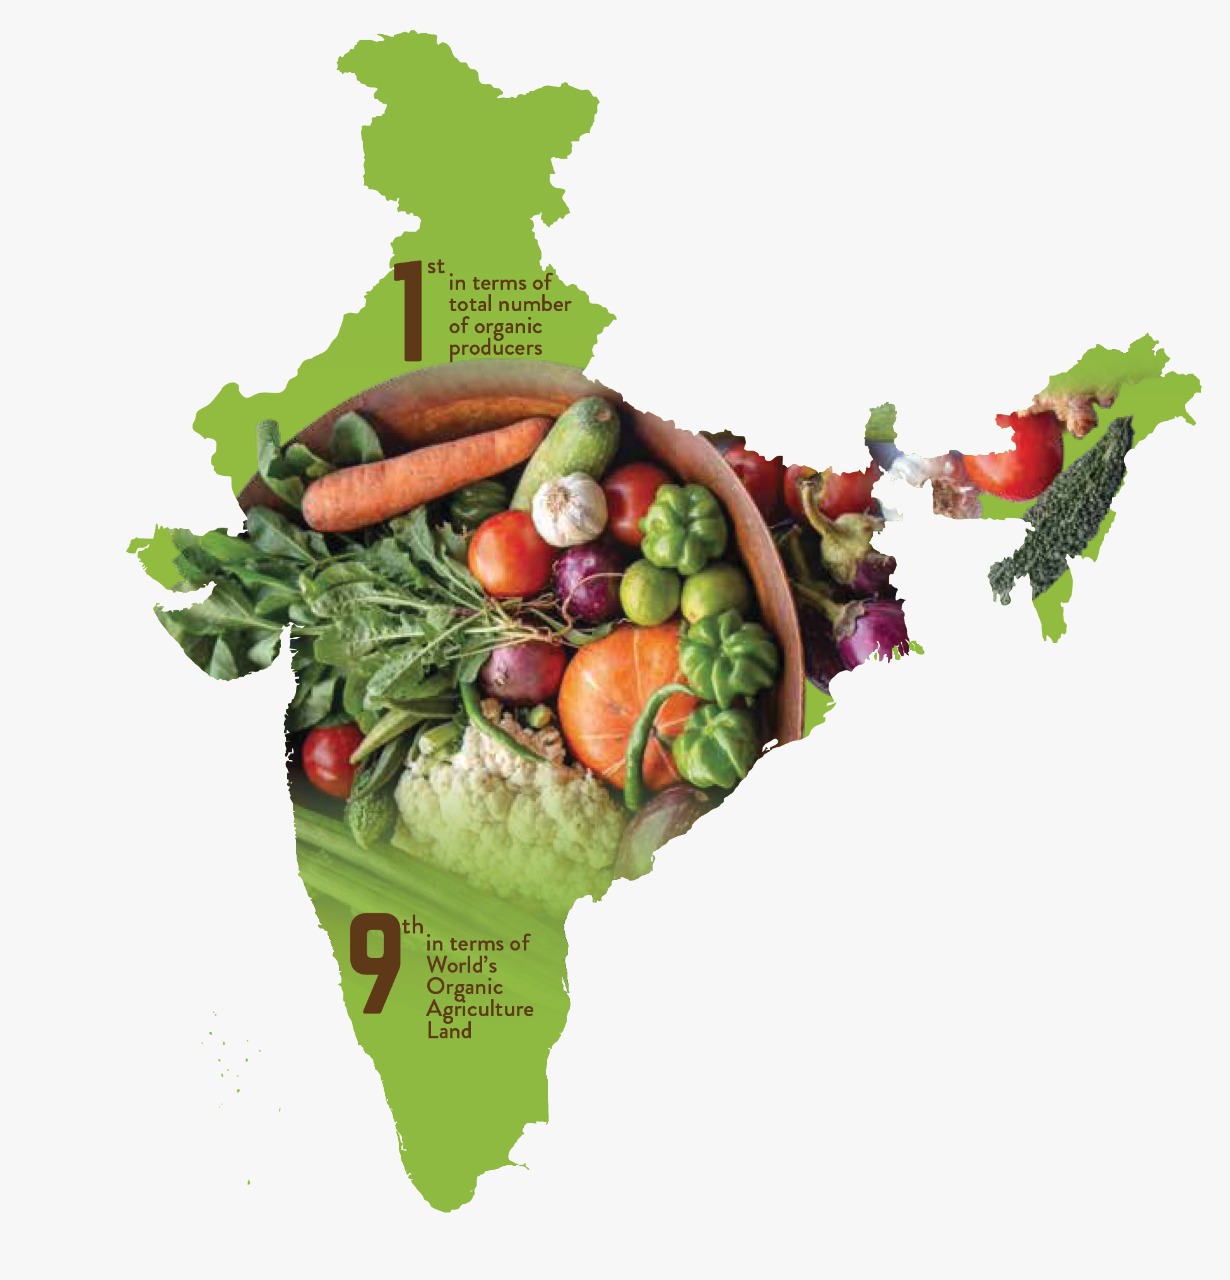 1st
in terms of
total number
of organic
producers
9th
in terms of
World's
Organic
Agriculture
Land